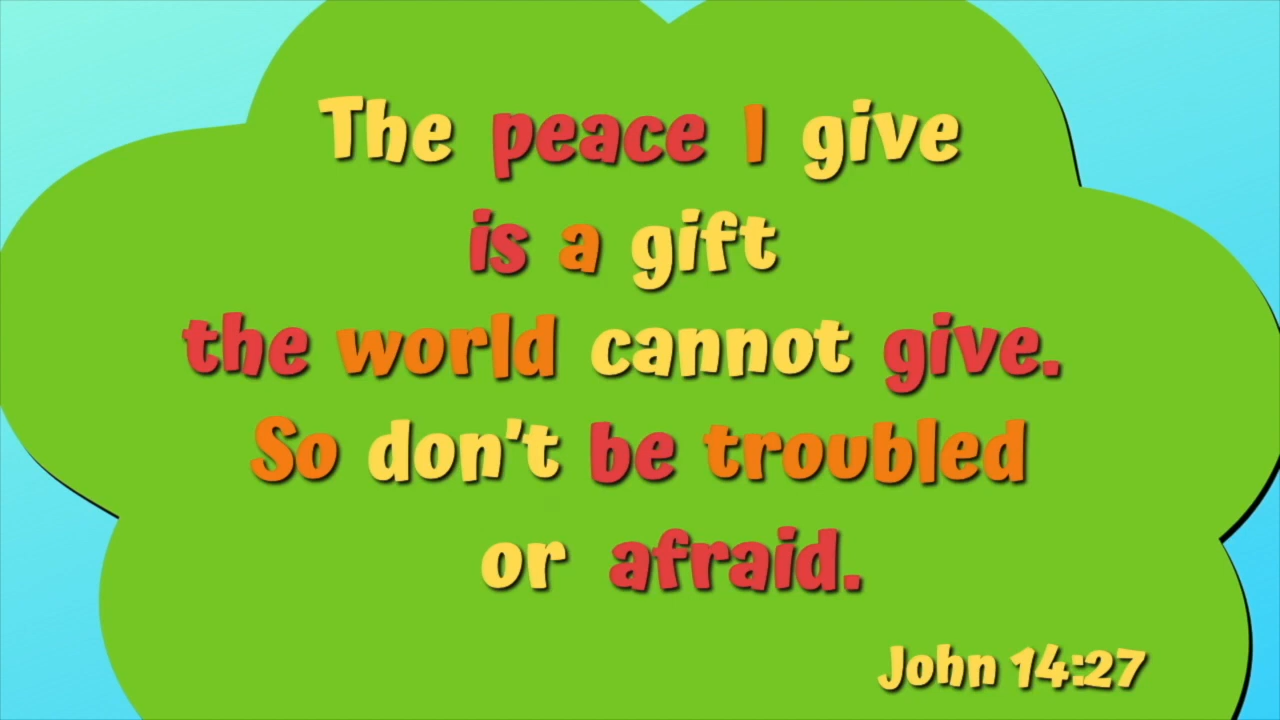 The peace I give
is a gift
the world cannot give.
So don't be troubled
or afraid.
John 14:27